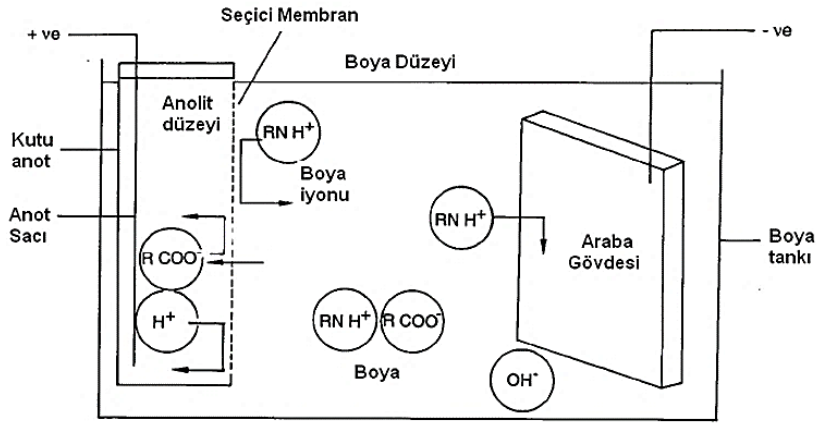 Seçici Membran
+ ve
- ve
Boya Düzeyi
Anolit
düzeyi
Kutu
anot
RN H+
Boya
iyonu
Anot
Sacı
RN H+
Araba
Gövdesi
Boya
tankı
R COO-
H+
RN H+
R COO-
Boya
OH-